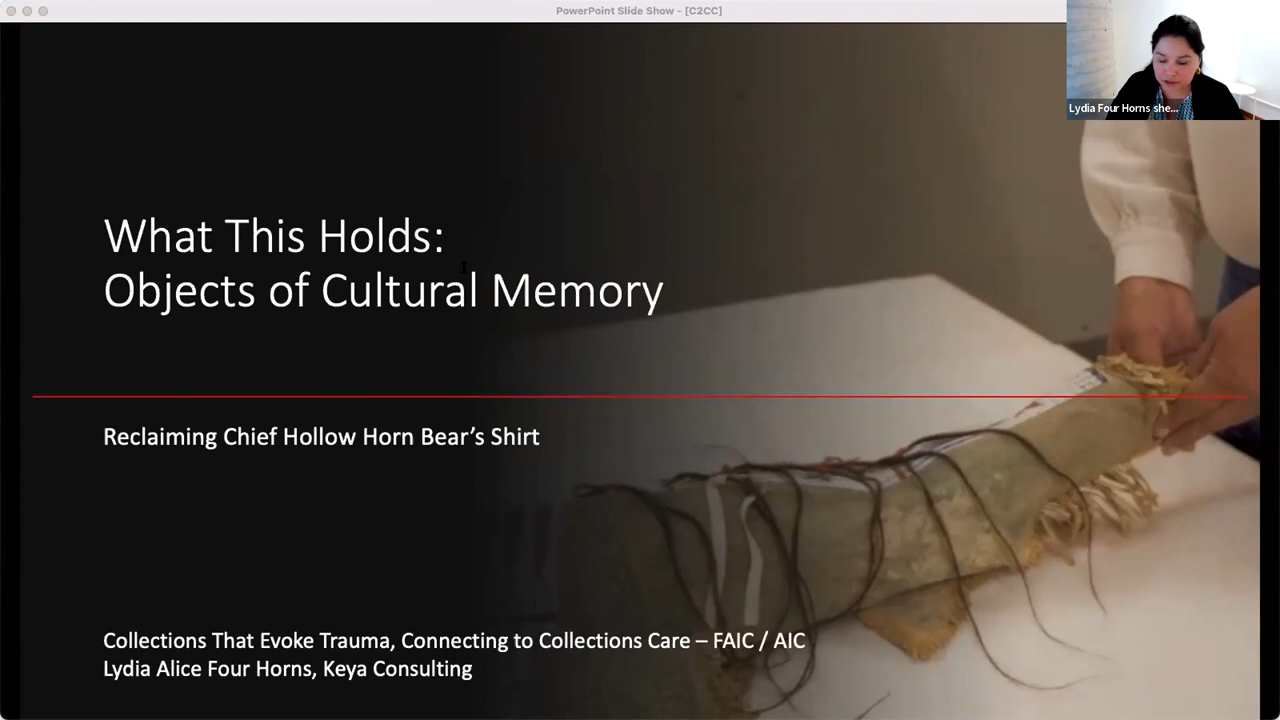 PowerPoint Slide Show - [C2CC]
Lydia Four Horns she...
What This Holds:
Objects of Cultural Memory
Reclaiming Chief Hollow Horn Bear’s Shirt
Collections That Evoke Trauma, Connecting to Collections Care – FAIC / AIC
Lydia Alice Four Horns, Keya Consulting